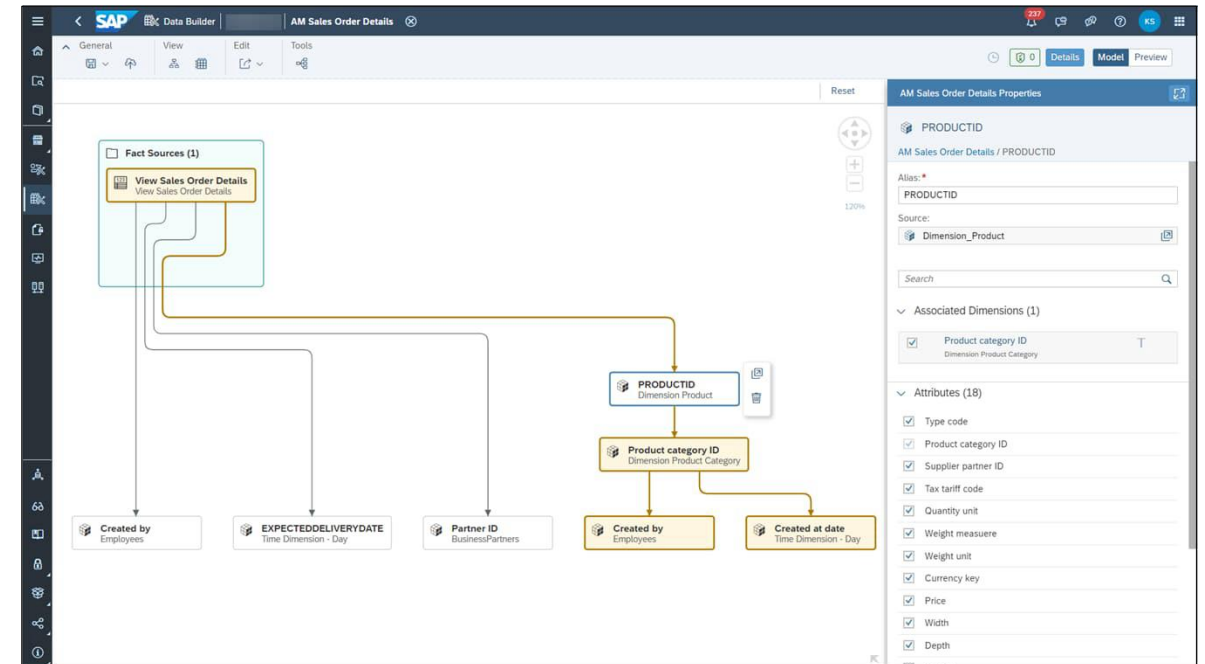 SAP Data Builder AM Sales Order Details 237 KS
General View Edit Tools
0 Details Model Preview
Reset
AM Sales Order Details Properties
PRODUCTID
AM Sales Order Details / PRODUCTID
Alias:*
PRODUCTID
Source:
Dimension_Product
Search
Associated Dimensions (1)
Product category ID T
Dimension Product Category
Attributes (18)
Type code
Product category ID
Supplier partner ID
Tax tariff code
Quantity unit
Weight measuere
Weight unit
Currency key
Price
Width
Depth
Fact Sources (1)
View Sales Order Details
View Sales Order Details
120%
PRODUCTID
Dimension Product
Product category ID
Dimension Product Category
Created by
Employees
EXPECTEDDELIVERYDATE
Time Dimension - Day
Partner ID
BusinessPartners
Created by
Employees
Created at date
Time Dimension - Day